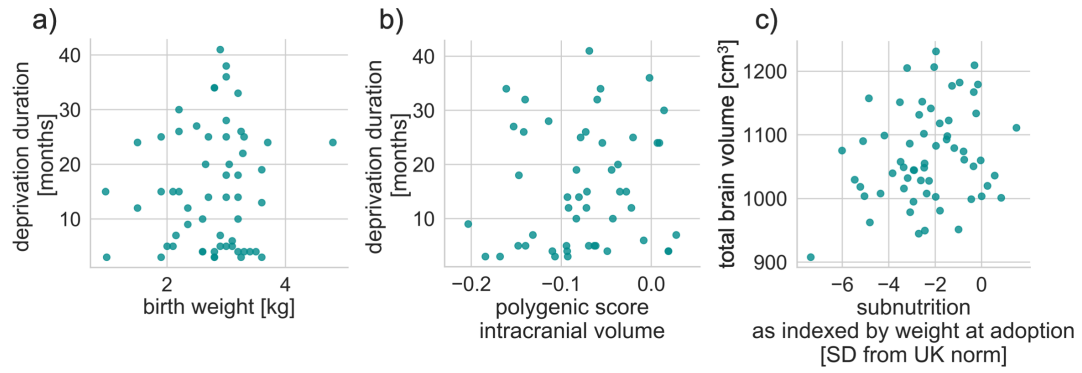 a)
deprivation duration
[months]
40
30
20
10
2
4
birth weight [kg]
b)
deprivation duration
[months]
40
30
20
10
−0.2
−0.1
0.0
polygenic score
intracranial volume
c)
total brain volume [cm³]
1200
1100
1000
900
−6
−4
−2
0
subnutrition
as indexed by weight at adoption
[SD from UK norm]